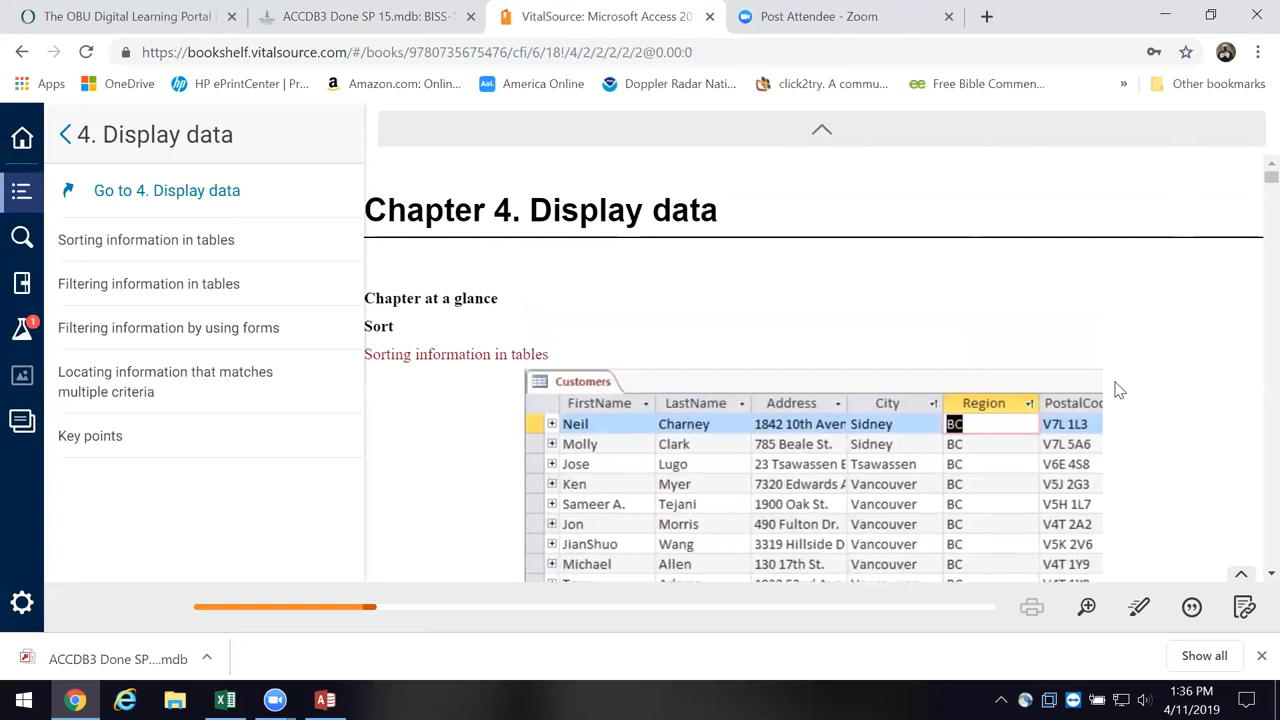 The OBU Digital Learning Portal
ACCDB3 Done SP 15.mdb: BISS-
VitalSource: Microsoft Access 20
Post Attendee - Zoom
https://bookshelf.vitalsource.com/#/books/9780735675476/cfi/6/18!/4/2/2/2/2/2@0.00:0
Apps
OneDrive
HP ePrintCenter | Pr...
Amazon.com: Onlin...
Aol.
America Online
Doppler Radar Nati...
click2try. A commu...
Free Bible Commen...
»
Other bookmarks
4. Display data
Go to 4. Display data
Sorting information in tables
Filtering information in tables
Filtering information by using forms
Locating information that matches
multiple criteria
Key points
1
Chapter 4. Display data
Chapter at a glance
Sort
Sorting information in tables
Customers
FirstName LastName Address City Region PostalCo
Neil Charney 1842 10th Aven Sidney BC V7L 1L3
Molly Clark 785 Beale St. Sidney BC V7L 5A6
Jose Lugo 23 Tsawassen B Tsawassen BC V6E 4S8
Ken Myer 7320 Edwards A Vancouver BC V5J 2G3
Sameer A. Tejani 1900 Oak St. Vancouver BC V5H 1L7
Jon Morris 490 Fulton Dr. Vancouver BC V4T 2A2
JianShuo Wang 3319 Hillside D Vancouver BC V5K 2V6
Michael Allen 130 17th St. Vancouver BC V4T 1Y9
ACCDB3 Done SP....mdb
Show all
1:36 PM
4/11/2019